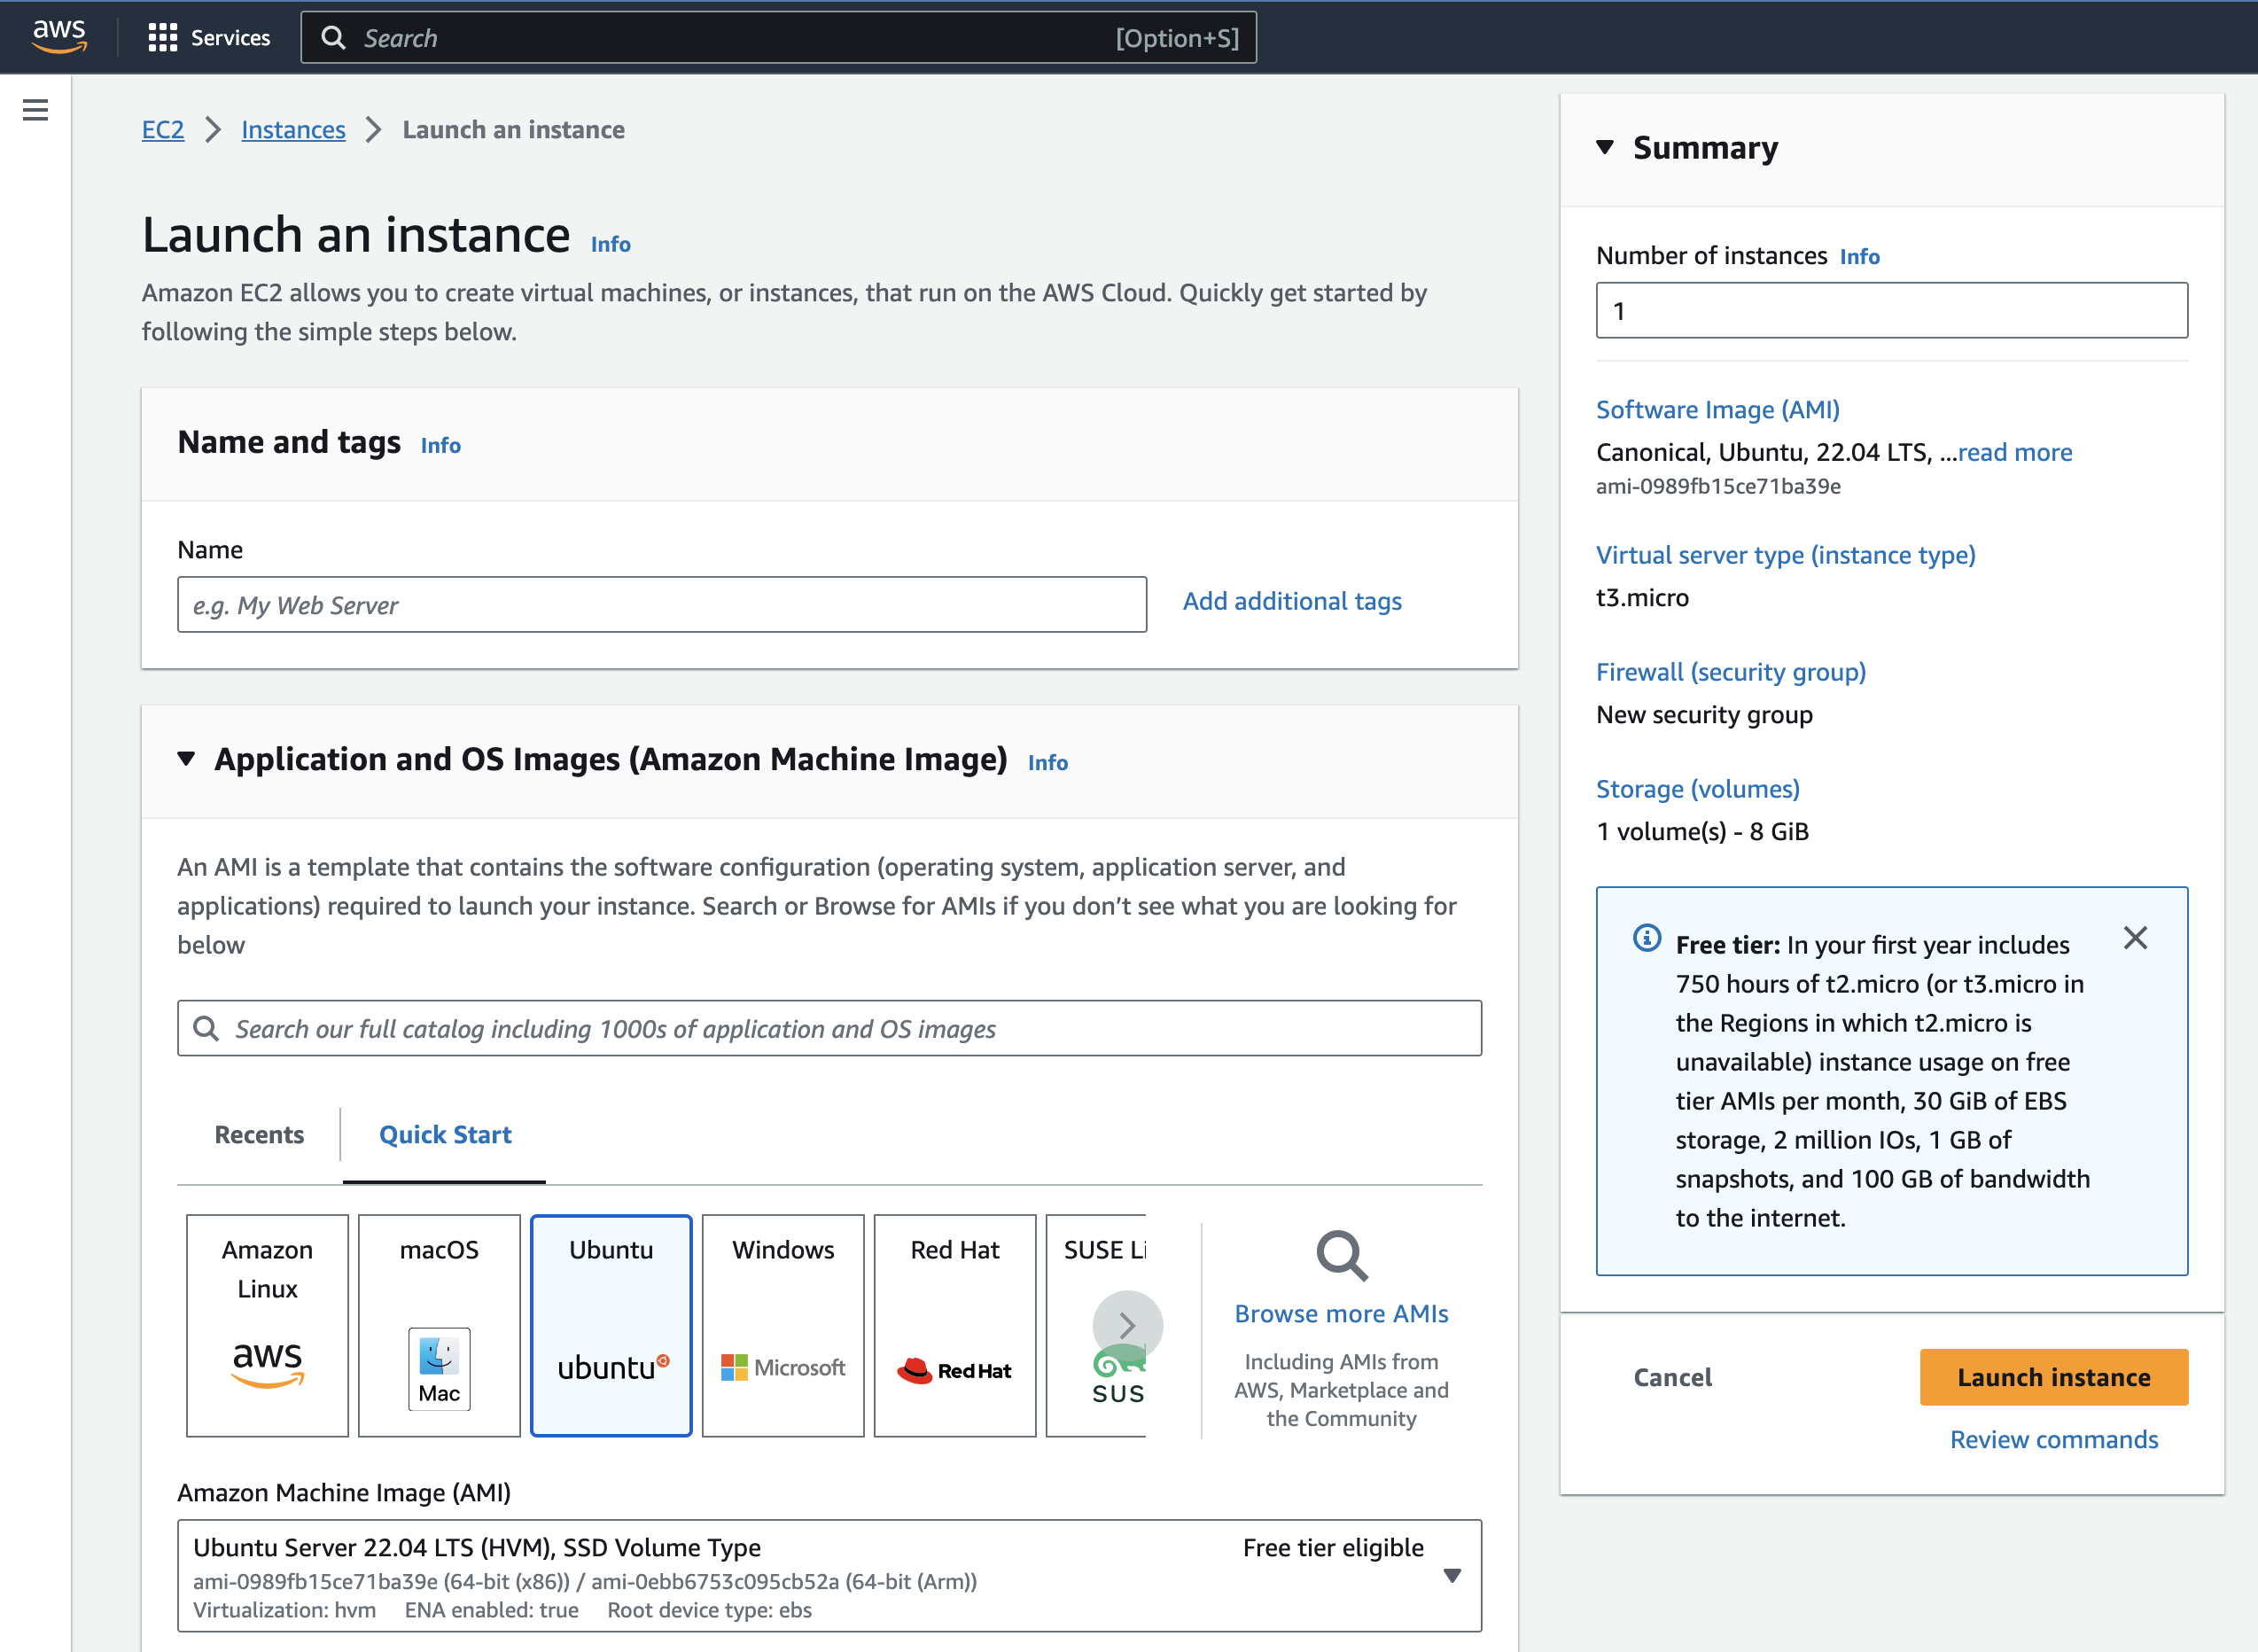 aws
Services
Search
[Option+S]
EC2
Instances
Launch an instance
Launch an instance Info
Amazon EC2 allows you to create virtual machines, or instances, that run on the AWS Cloud. Quickly get started by
following the simple steps below.
Name and tags Info
Name
e.g. My Web Server
Add additional tags
Application and OS Images (Amazon Machine Image) Info
An AMI is a template that contains the software configuration (operating system, application server, and
applications) required to launch your instance. Search or Browse for AMIs if you don’t see what you are looking for
below
Search our full catalog including 1000s of application and OS images
Recents
Quick Start
Amazon
Linux
aws
macOS
Mac
Ubuntu
ubuntu
Windows
Microsoft
Red Hat
Red Hat
SUSE Li
SUS
Browse more AMIs
Including AMIs from
AWS, Marketplace and
the Community
Amazon Machine Image (AMI)
Ubuntu Server 22.04 LTS (HVM), SSD Volume Type
Free tier eligible
ami-0989fb15ce71ba39e (64-bit (x86)) / ami-0ebb6753c095cb52a (64-bit (Arm))
Virtualization: hvm ENA enabled: true Root device type: ebs
Summary
Number of instances Info
1
Software Image (AMI)
Canonical, Ubuntu, 22.04 LTS, ...read more
ami-0989fb15ce71ba39e
Virtual server type (instance type)
t3.micro
Firewall (security group)
New security group
Storage (volumes)
1 volume(s) - 8 GiB
Free tier: In your first year includes
750 hours of t2.micro (or t3.micro in
the Regions in which t2.micro is
unavailable) instance usage on free
tier AMIs per month, 30 GiB of EBS
storage, 2 million IOs, 1 GB of
snapshots, and 100 GB of bandwidth
to the internet.
Cancel
Launch instance
Review commands